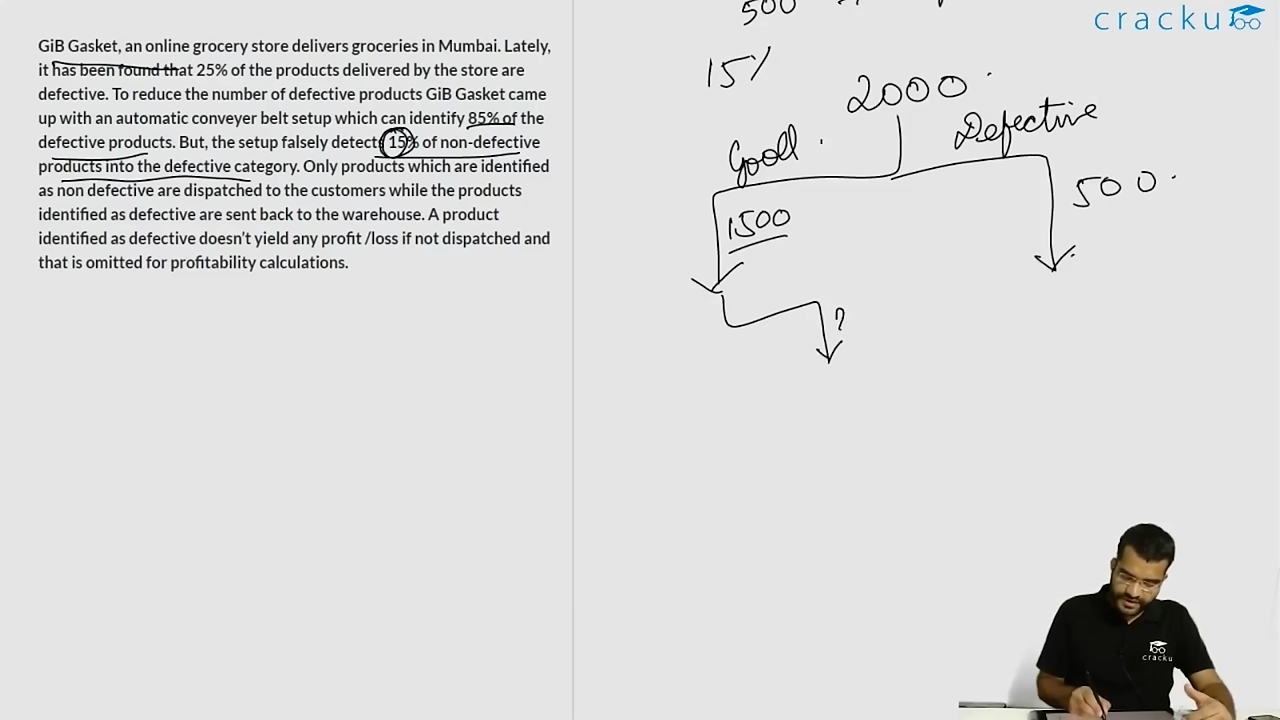 cracku
GiB Gasket, an online grocery store delivers groceries in Mumbai. Lately,
it has been found that 25% of the products delivered by the store are
defective. To reduce the number of defective products GiB Gasket came
up with an automatic conveyer belt setup which can identify 85% of the
defective products. But, the setup falsely detects 15% of non-defective
products into the defective category. Only products which are identified
as non defective are dispatched to the customers while the products
identified as defective are sent back to the warehouse. A product
identified as defective doesn't yield any profit /loss if not dispatched and
that is omitted for profitability calculations.
500
15%
2000
Good
Defective
1500
500
?
cracku